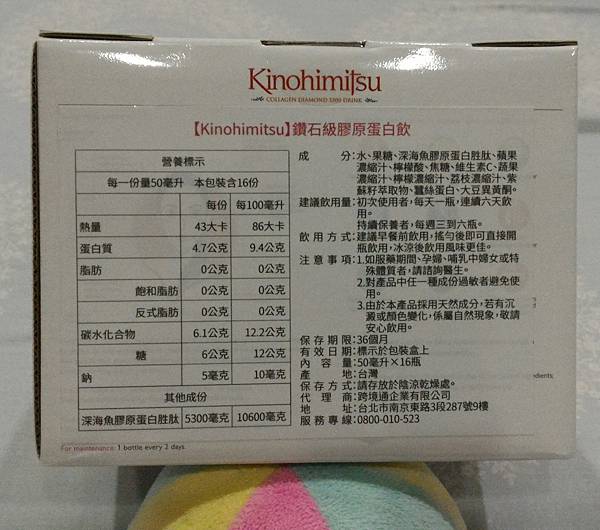 Kinohimitsu
COLLAGEN DIAMOND 5300 DRINK
【Kinohimitsu】鑽石級膠原蛋白飲
營養標示
每一份量50毫升 本包裝含16份
每份 每100毫升
熱量 43大卡 86大卡
蛋白質 4.7公克 9.4公克
脂肪 0公克 0公克
飽和脂肪 0公克 0公克
反式脂肪 0公克 0公克
碳水化合物 6.1公克 12.2公克
糖 6公克 12公克
鈉 5毫克 10毫克
其他成份
深海魚膠原蛋白胜肽 5300毫克 10600毫克
成分:水、果糖、深海魚膠原蛋白胜肽、蘋果
濃縮汁、檸檬酸、焦糖、維生素C、蔬果
濃縮汁、檸檬濃縮汁、荔枝濃縮汁、紫
蘇籽萃取物、蠶絲蛋白、大豆異黃酮。
建議飲用量:初次使用者,每天一瓶,連續六天飲
用。
持續保養者,每週三到六瓶。
飲用方式:建議早餐前飲用,搖勻後即可直接開
瓶飲用,冰涼後飲用風味更佳。
注意事項:1.如服藥期間、孕婦、哺乳中婦女或特
殊體質者,請諮詢醫生。
2.對產品中任一種成份過敏者避免使
用。
3.由於本產品採用天然成分,若有沉
澱或顏色變化,係屬自然現象,敬請
安心飲用。
保存期限:36個月
有效日期:標示於包裝盒上
內容量:50毫升×16瓶
產地:台灣
保存方式:請存放於陰涼乾燥處。
代理商:跨境通企業有限公司
地址:台北市南京東路3段287號9樓
服務專線:0800-010-523
For maintenance: 1 bottle every 2 days